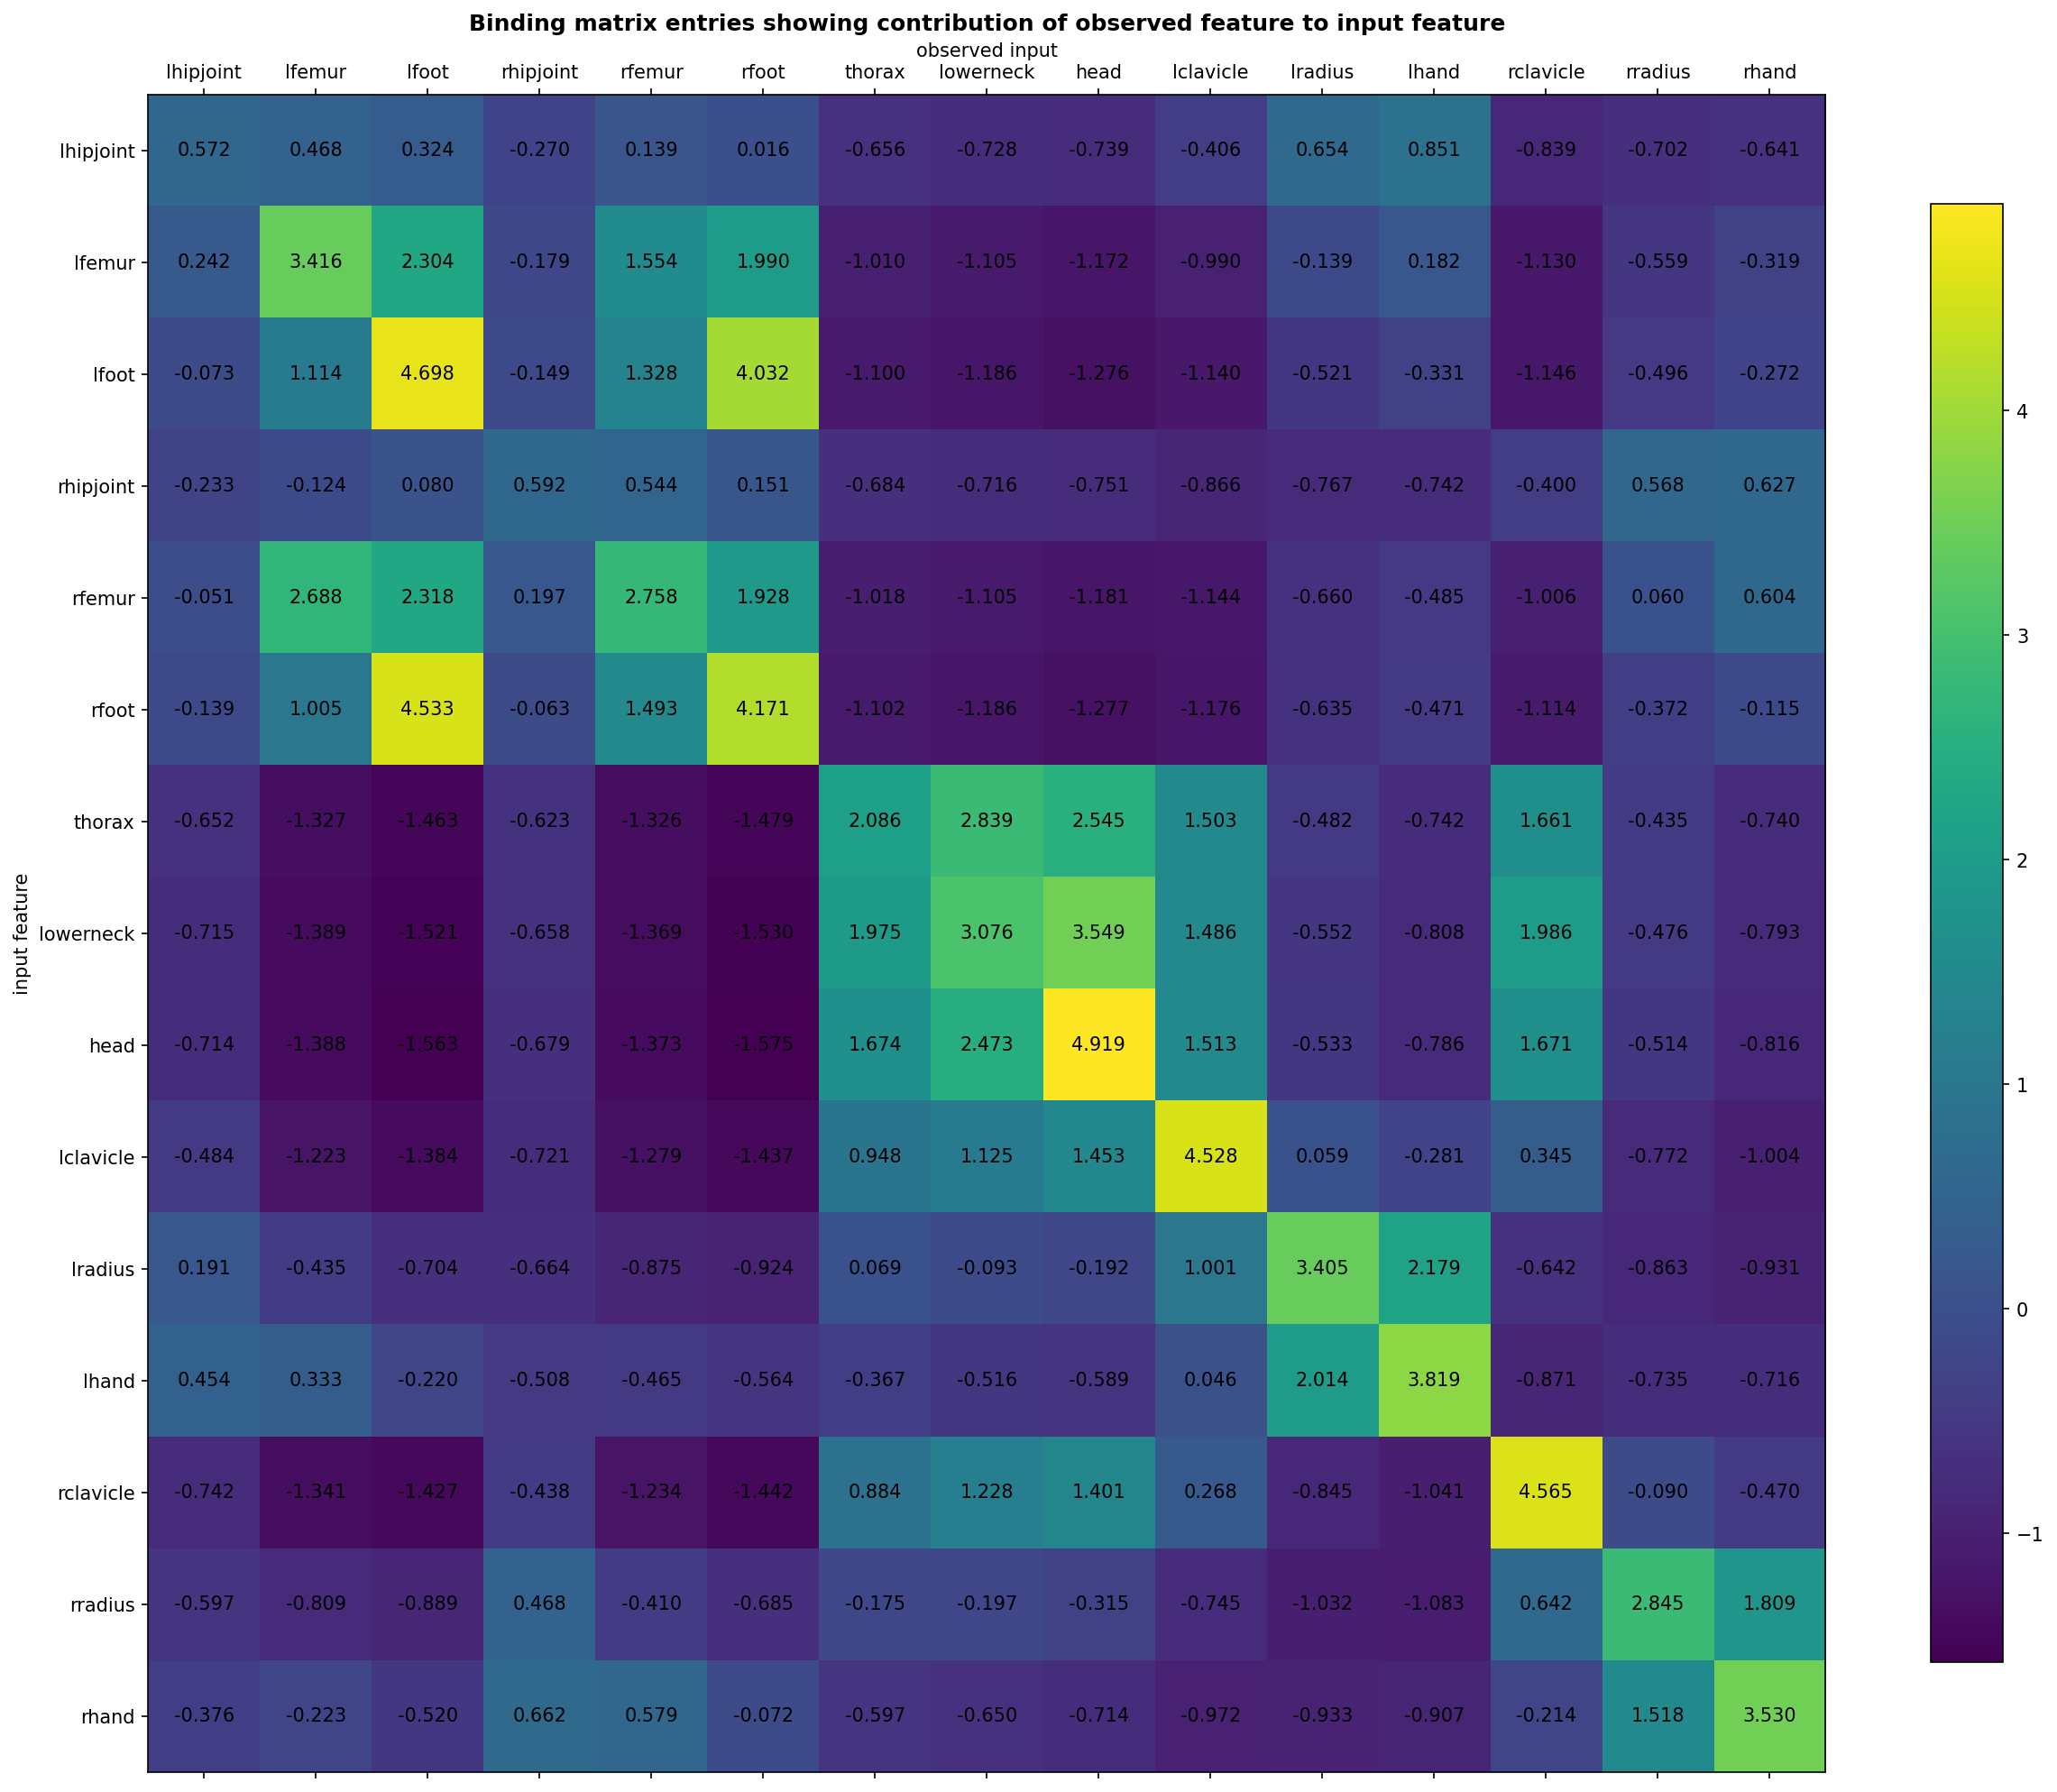 Binding matrix entries showing contribution of observed feature to input feature
observed input
lhipjoint lfemur lfoot rhipjoint rfemur rfoot thorax lowerneck head lclavicle lradius lhand rclavicle rradius rhand
lhipjoint 0.572 0.468 0.324 -0.270 0.139 0.016 -0.656 -0.728 -0.739 -0.406 0.654 0.851 -0.839 -0.702 -0.641
lfemur 0.242 3.416 2.304 -0.179 1.554 1.990 -1.010 -1.105 -1.172 -0.990 -0.139 0.182 -1.130 -0.559 -0.319
lfoot -0.073 1.114 4.698 -0.149 1.328 4.032 -1.100 -1.186 -1.276 -1.140 -0.521 -0.331 -1.146 -0.496 -0.272
4
rhipjoint -0.233 -0.124 0.080 0.592 0.544 0.151 -0.684 -0.716 -0.751 -0.866 -0.767 -0.742 -0.400 0.568 0.627
rfemur -0.051 2.688 2.318 0.197 2.758 1.928 -1.018 -1.105 -1.181 -1.144 -0.660 -0.485 -1.006 0.060 0.604
3
rfoot -0.139 1.005 4.533 -0.063 1.493 4.171 -1.102 -1.186 -1.277 -1.176 -0.635 -0.471 -1.114 -0.372 -0.115
thorax -0.652 -1.327 -1.463 -0.623 -1.326 -1.479 2.086 2.839 2.545 1.503 -0.482 -0.742 1.661 -0.435 -0.740
2
input feature
lowerneck -0.715 -1.389 -1.521 -0.658 -1.369 -1.530 1.975 3.076 3.549 1.486 -0.552 -0.808 1.986 -0.476 -0.793
head -0.714 -1.388 -1.563 -0.679 -1.373 -1.575 1.674 2.473 4.919 1.513 -0.533 -0.786 1.671 -0.514 -0.816
1
lclavicle -0.484 -1.223 -1.384 -0.721 -1.279 -1.437 0.948 1.125 1.453 4.528 0.059 -0.281 0.345 -0.772 -1.004
lradius 0.191 -0.435 -0.704 -0.664 -0.875 -0.924 0.069 -0.093 -0.192 1.001 3.405 2.179 -0.642 -0.863 -0.931
0
lhand 0.454 0.333 -0.220 -0.508 -0.465 -0.564 -0.367 -0.516 -0.589 0.046 2.014 3.819 -0.871 -0.735 -0.716
rclavicle -0.742 -1.341 -1.427 -0.438 -1.234 -1.442 0.884 1.228 1.401 0.268 -0.845 -1.041 4.565 -0.090 -0.470
−1
rradius -0.597 -0.809 -0.889 0.468 -0.410 -0.685 -0.175 -0.197 -0.315 -0.745 -1.032 -1.083 0.642 2.845 1.809
rhand -0.376 -0.223 -0.520 0.662 0.579 -0.072 -0.597 -0.650 -0.714 -0.972 -0.933 -0.907 -0.214 1.518 3.530